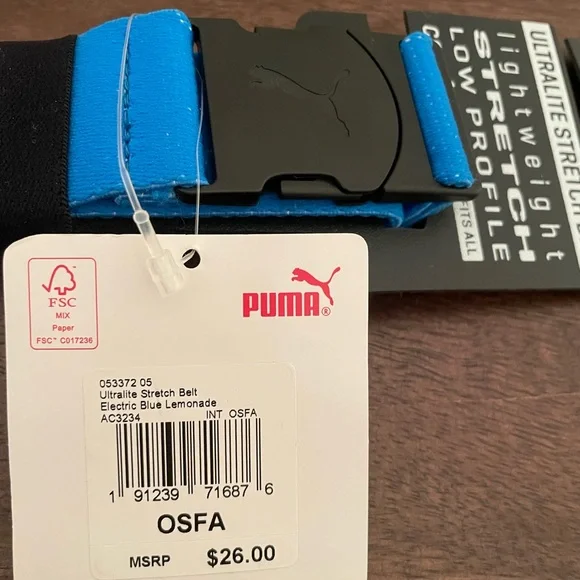 ULTRALITE STRETCH
lightweight
STRETCH
LOW PROFILE
FITS ALL
FSC
MIX
Paper
FSC™ C017236
PUMA®
053372 05
Ultralite Stretch Belt
Electric Blue Lemonade
AC3234 INT OSFA
1 91239 71687 6
OSFA
MSRP $26.00